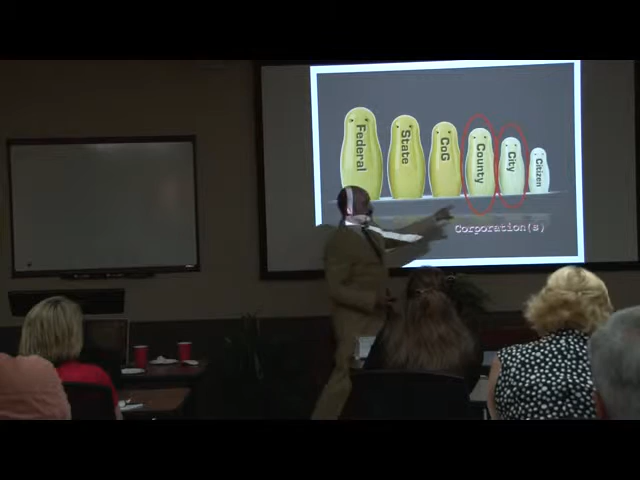 Federal
State
CoG
County
City
Citizen
Corporation(s)